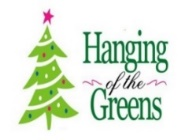 Hanging
of the
Greens